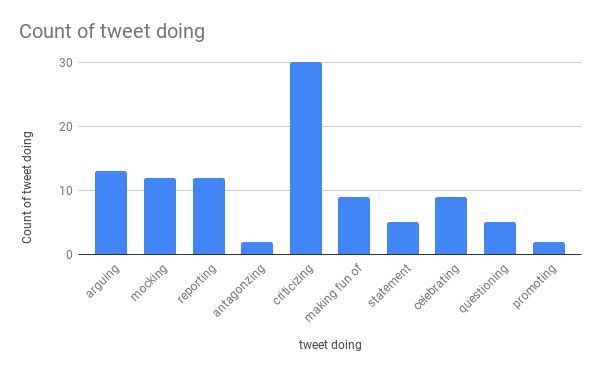 Count of tweet doing
Count of tweet doing
30
20
10
0
arguing
mocking
reporting
antagonzing
criticizing
making fun of
statement
celebrating
questioning
promoting
tweet doing